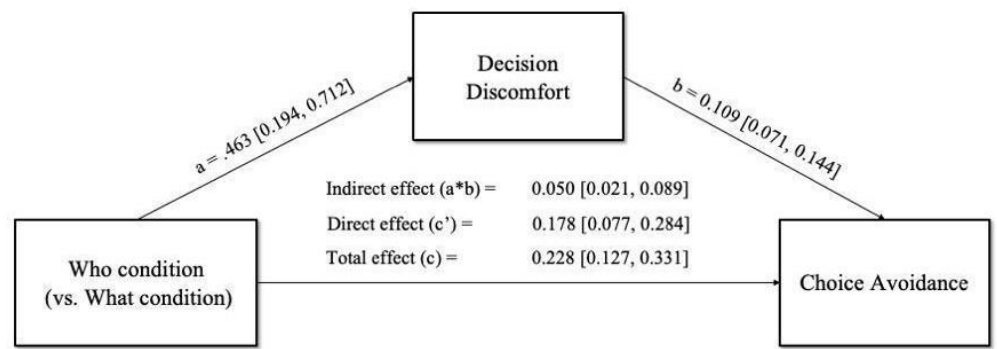 Decision
Discomfort
a = .463 [0.194, 0.712]
b = 0.109 [0.071, 0.144]
Indirect effect (a*b) = 0.050 [0.021, 0.089]
Direct effect (c’) = 0.178 [0.077, 0.284]
Total effect (c) = 0.228 [0.127, 0.331]
Who condition
(vs. What condition)
Choice Avoidance